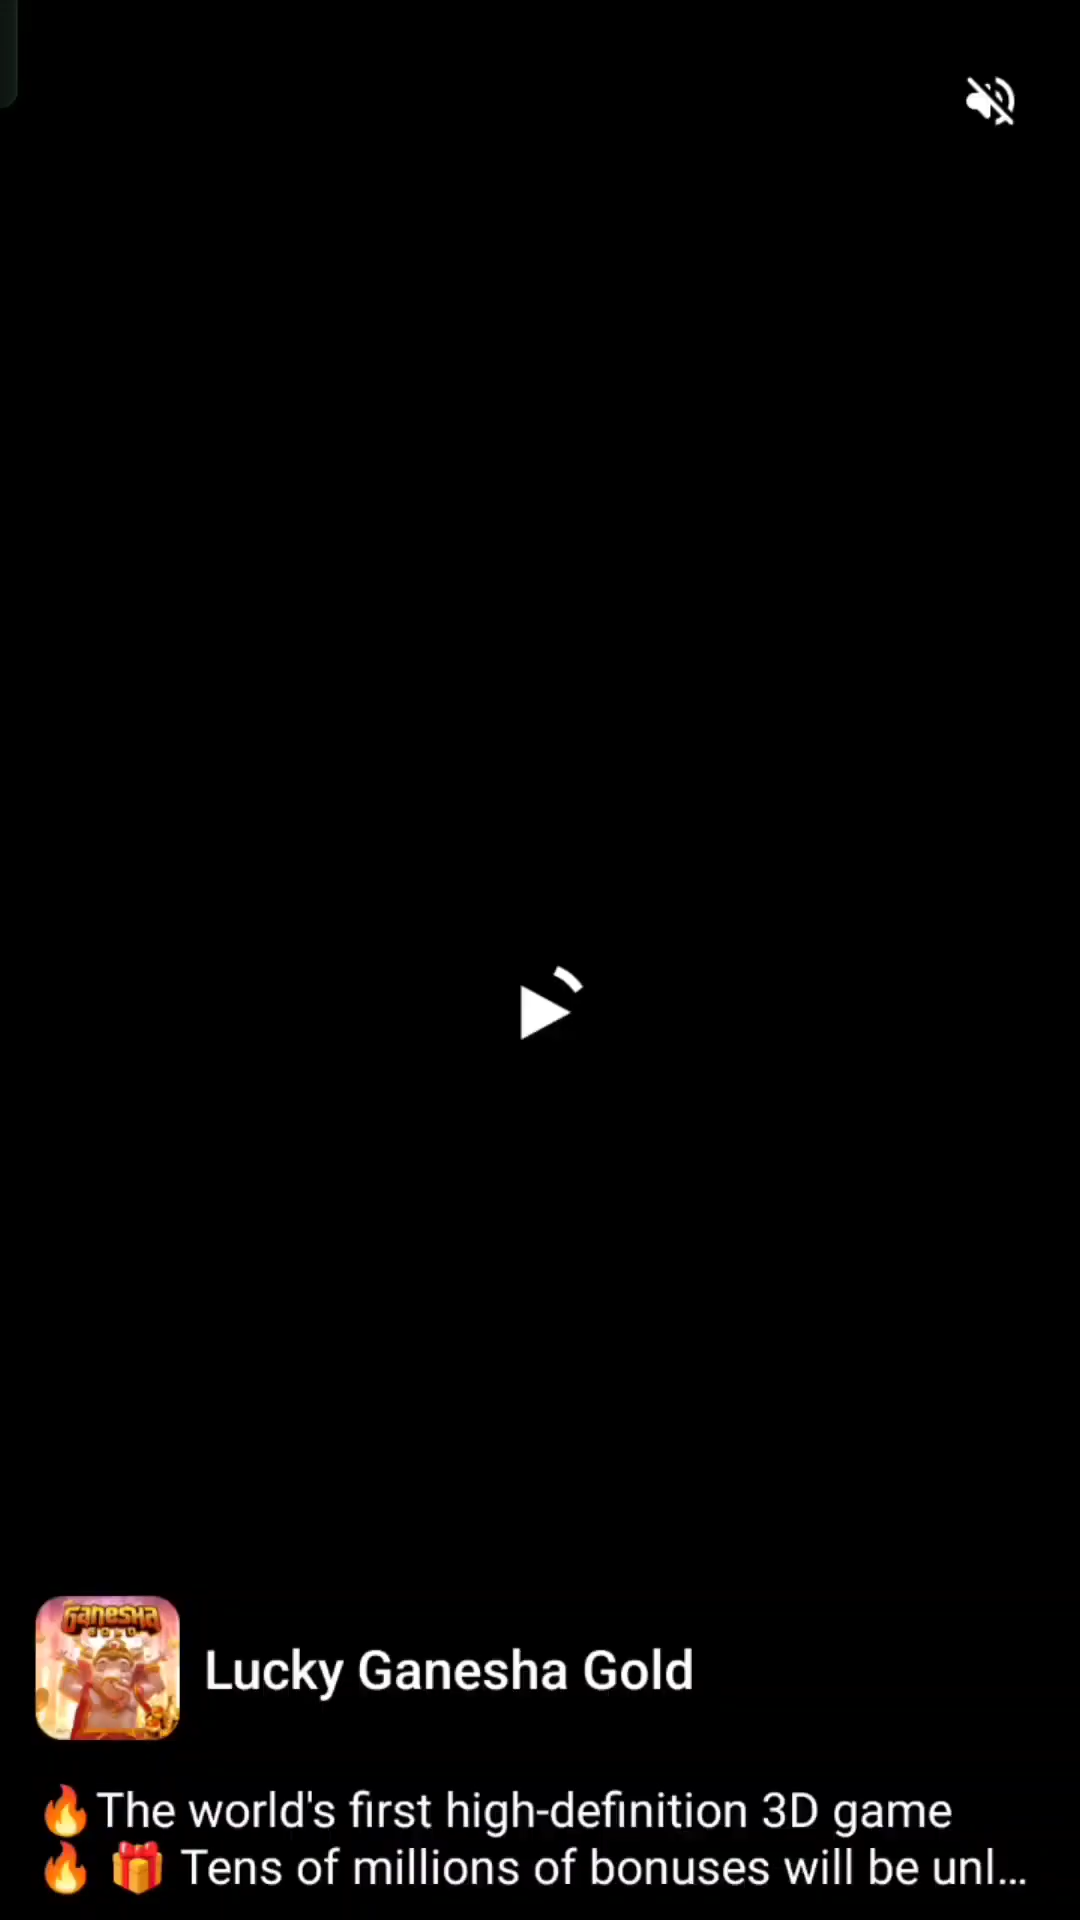 GANESHA
GOLD
Lucky Ganesha Gold
🔥The world's first high-definition 3D game
🔥 🎁 Tens of millions of bonuses will be unl...